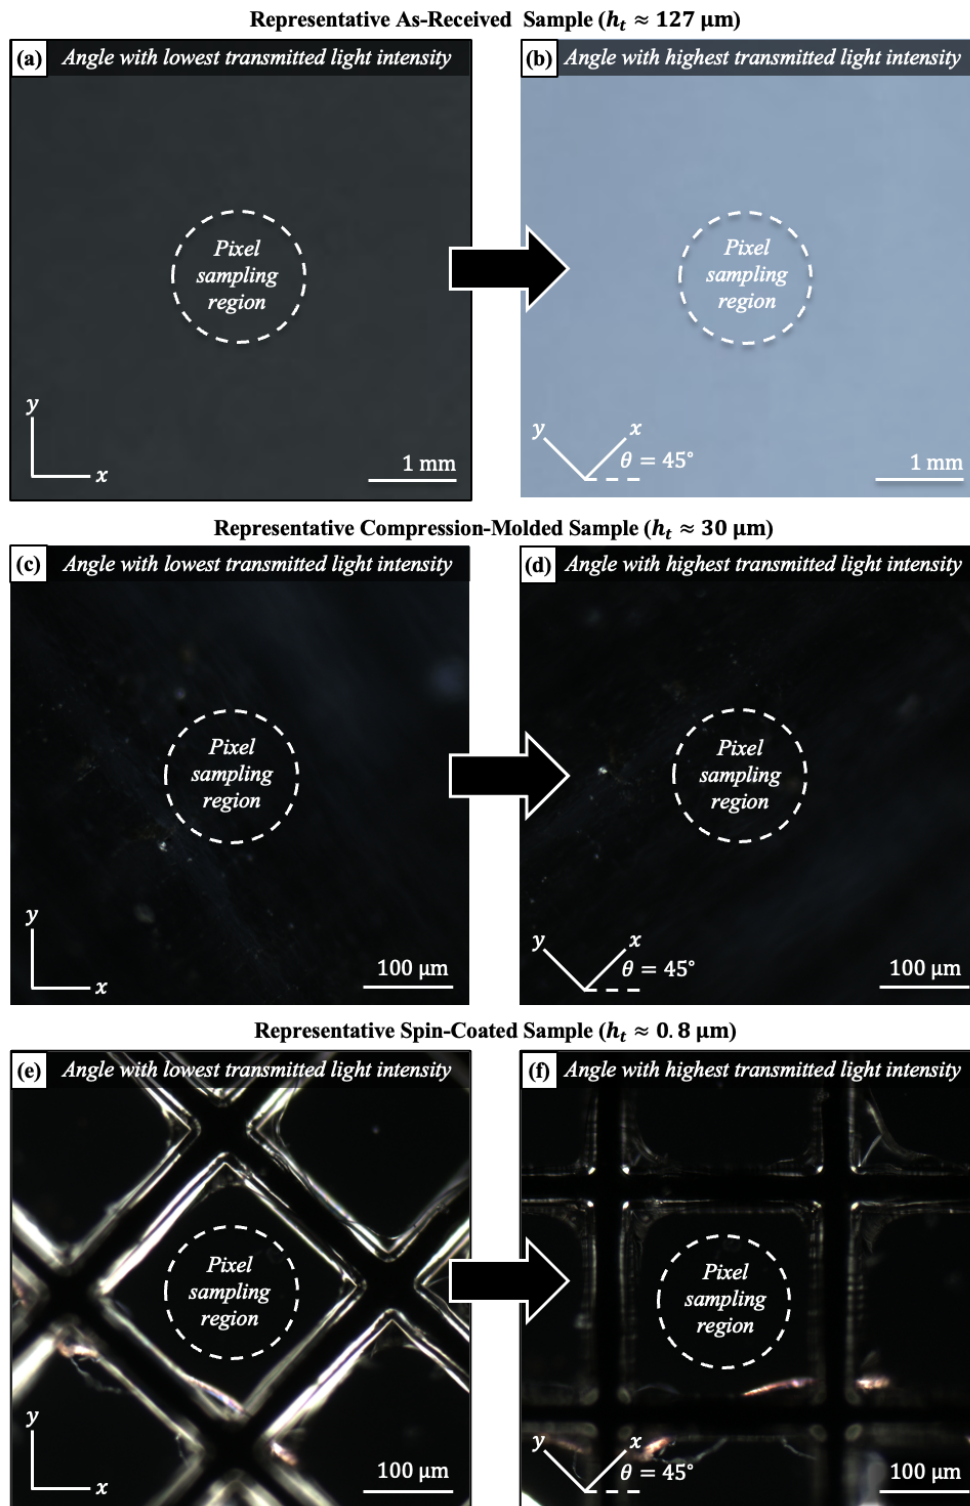 Representative As-Received Sample (hₜ ≈ 127 μm)
(a) Angle with lowest transmitted light intensity
(b) Angle with highest transmitted light intensity
Pixel
sampling
region
Pixel
sampling
region
y
x
1 mm
y
x
θ = 45°
1 mm
Representative Compression-Molded Sample (hₜ ≈ 30 μm)
(c) Angle with lowest transmitted light intensity
(d) Angle with highest transmitted light intensity
Pixel
sampling
region
Pixel
sampling
region
y
x
100 μm
y
x
θ = 45°
100 μm
Representative Spin-Coated Sample (hₜ ≈ 0.8 μm)
(e) Angle with lowest transmitted light intensity
(f) Angle with highest transmitted light intensity
Pixel
sampling
region
Pixel
sampling
region
y
x
100 μm
y
x
θ = 45°
100 μm